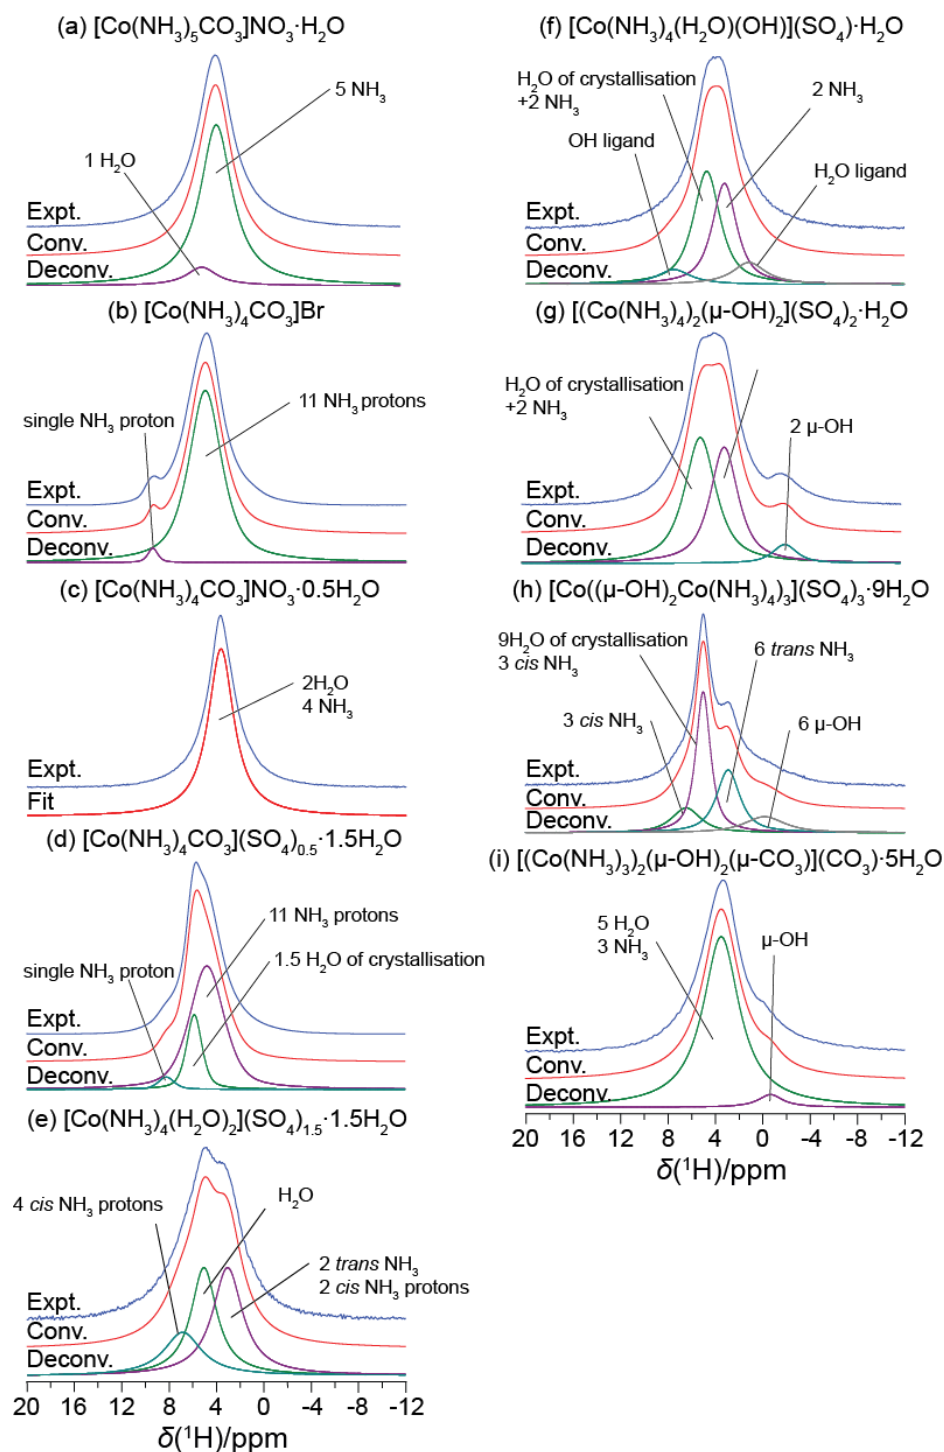 (a) [Co(NH₃)₅CO₃]NO₃·H₂O
5 NH₃
1 H₂O
Expt.
Conv.
Deconv.
(b) [Co(NH₃)₄CO₃]Br
single NH₃ proton
11 NH₃ protons
Expt.
Conv.
Deconv.
(c) [Co(NH₃)₄CO₃]NO₃·0.5H₂O
2H₂O
4 NH₃
Expt.
Fit
(d) [Co(NH₃)₄CO₃](SO₄)₀.₅·1.5H₂O
11 NH₃ protons
single NH₃ proton
1.5 H₂O of crystallisation
Expt.
Conv.
Deconv.
(e) [Co(NH₃)₄(H₂O)₂](SO₄)₁.₅·1.5H₂O
4 cis NH₃ protons
H₂O
2 trans NH₃
2 cis NH₃ protons
Expt.
Conv.
Deconv.
20 16 12 8 4 0 -4 -8 -12
δ(¹H)/ppm
(f) [Co(NH₃)₄(H₂O)(OH)](SO₄)·H₂O
H₂O of crystallisation
+2 NH₃
2 NH₃
OH ligand
H₂O ligand
Expt.
Conv.
Deconv.
(g) [(Co(NH₃)₄)₂(μ-OH)₂](SO₄)₂·H₂O
H₂O of crystallisation
+2 NH₃
2 μ-OH
Expt.
Conv.
Deconv.
(h) [Co((μ-OH)₂Co(NH₃)₄)₃](SO₄)₃·9H₂O
9H₂O of crystallisation
3 cis NH₃
6 trans NH₃
3 cis NH₃
6 μ-OH
Expt.
Conv.
Deconv.
(i) [(Co(NH₃)₃)₂(μ-OH)₂(μ-CO₃)](CO₃)·5H₂O
5 H₂O
3 NH₃
μ-OH
Expt.
Conv.
Deconv.
20 16 12 8 4 0 -4 -8 -12
δ(¹H)/ppm